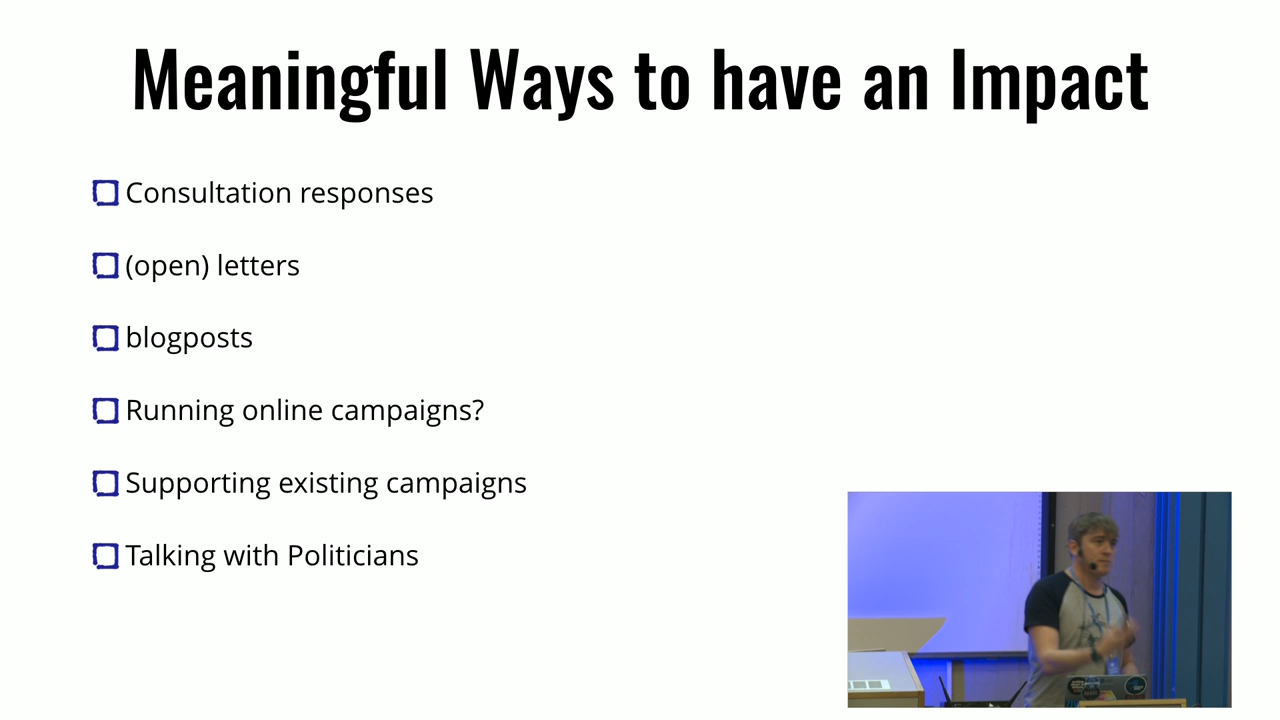 Meaningful Ways to have an Impact
Consultation responses
(open) letters
blogposts
Running online campaigns?
Supporting existing campaigns
Talking with Politicians